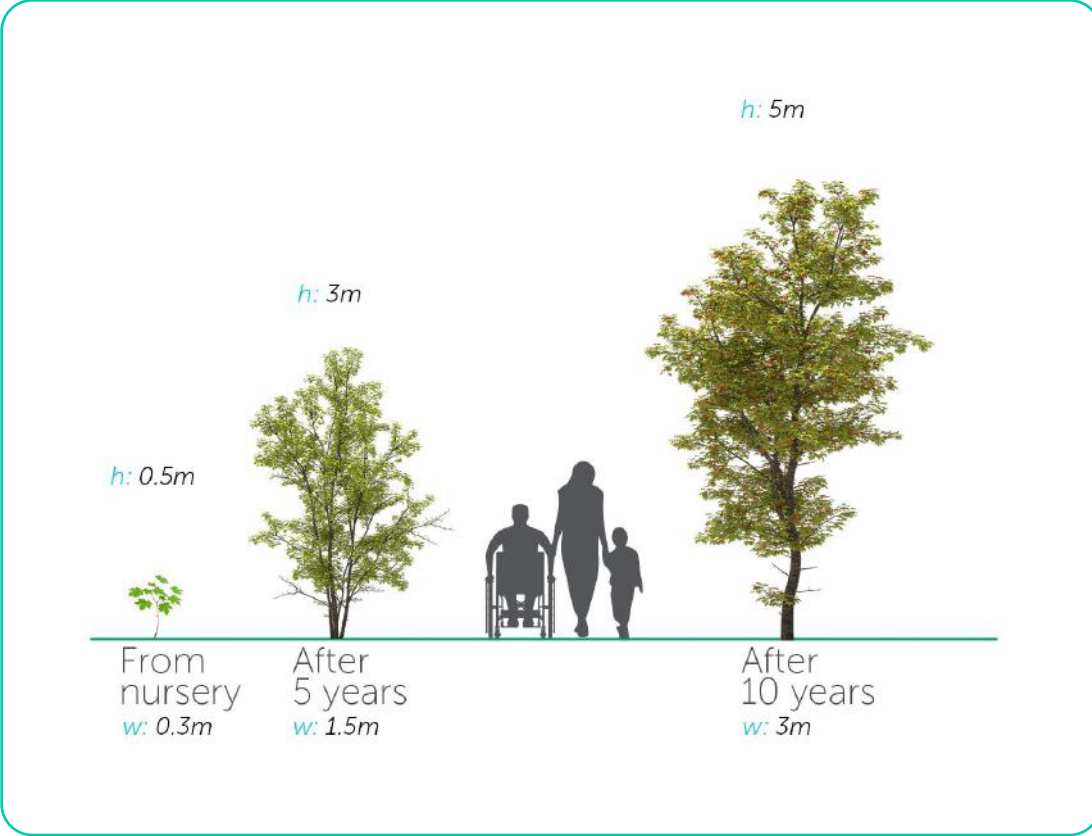 h: 5m
h: 3m
h: 0.5m
From
nursery
w: 0.3m
After
5 years
w: 1.5m
After
10 years
w: 3m